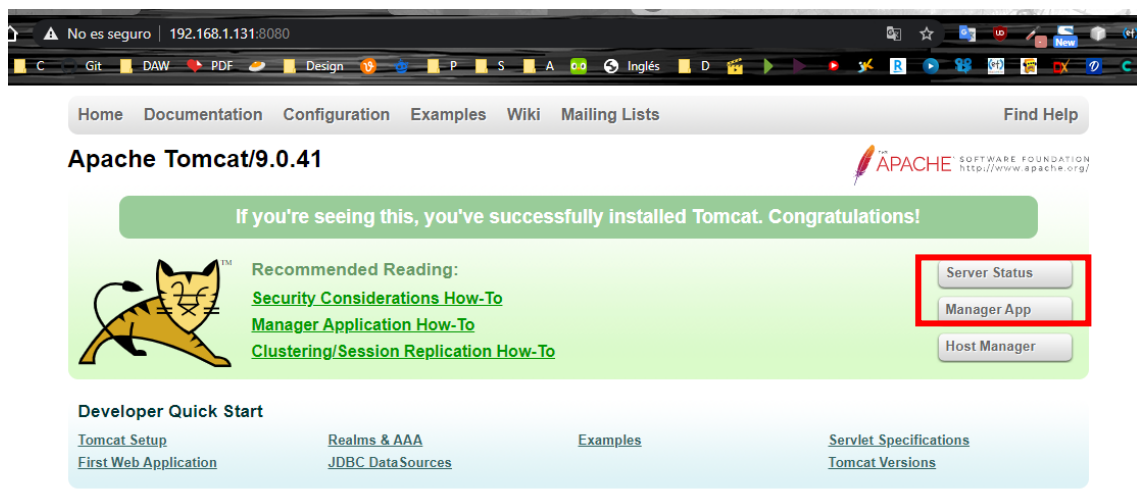 No es seguro | 192.168.1.131:8080
C Git DAW PDF Design P S A Inglés D
New
Home Documentation Configuration Examples Wiki Mailing Lists Find Help
Apache Tomcat/9.0.41
THE APACHE SOFTWARE FOUNDATION
http://www.apache.org/
If you're seeing this, you've successfully installed Tomcat. Congratulations!
TM
Recommended Reading:
Security Considerations How-To
Manager Application How-To
Clustering/Session Replication How-To
Server Status
Manager App
Host Manager
Developer Quick Start
Tomcat Setup Realms & AAA Examples Servlet Specifications
First Web Application JDBC DataSources Tomcat Versions